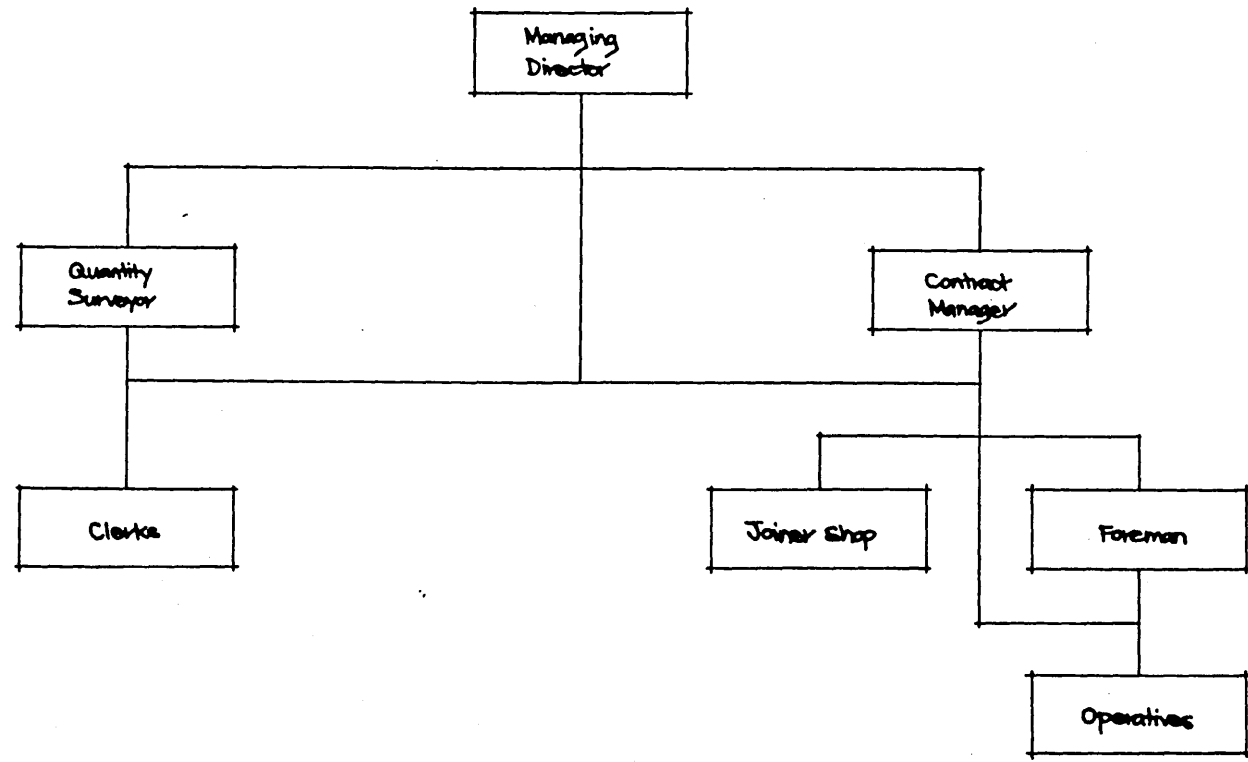 Managing
Director
Quantity
Surveyor
Contract
Manager
Clerks
Joiner Shop
Foreman
Operatives